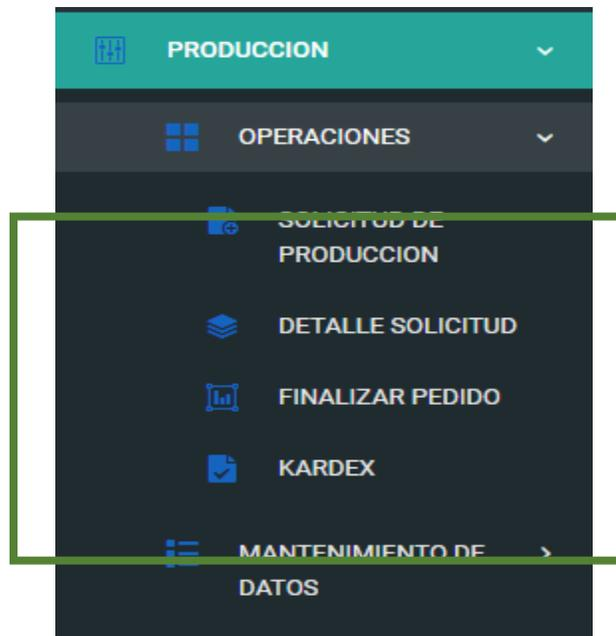 PRODUCCION
OPERACIONES
SOLICITUD DE
PRODUCCION
DETALLE SOLICITUD
FINALIZAR PEDIDO
KARDEX
MANTENIMIENTO DE
DATOS